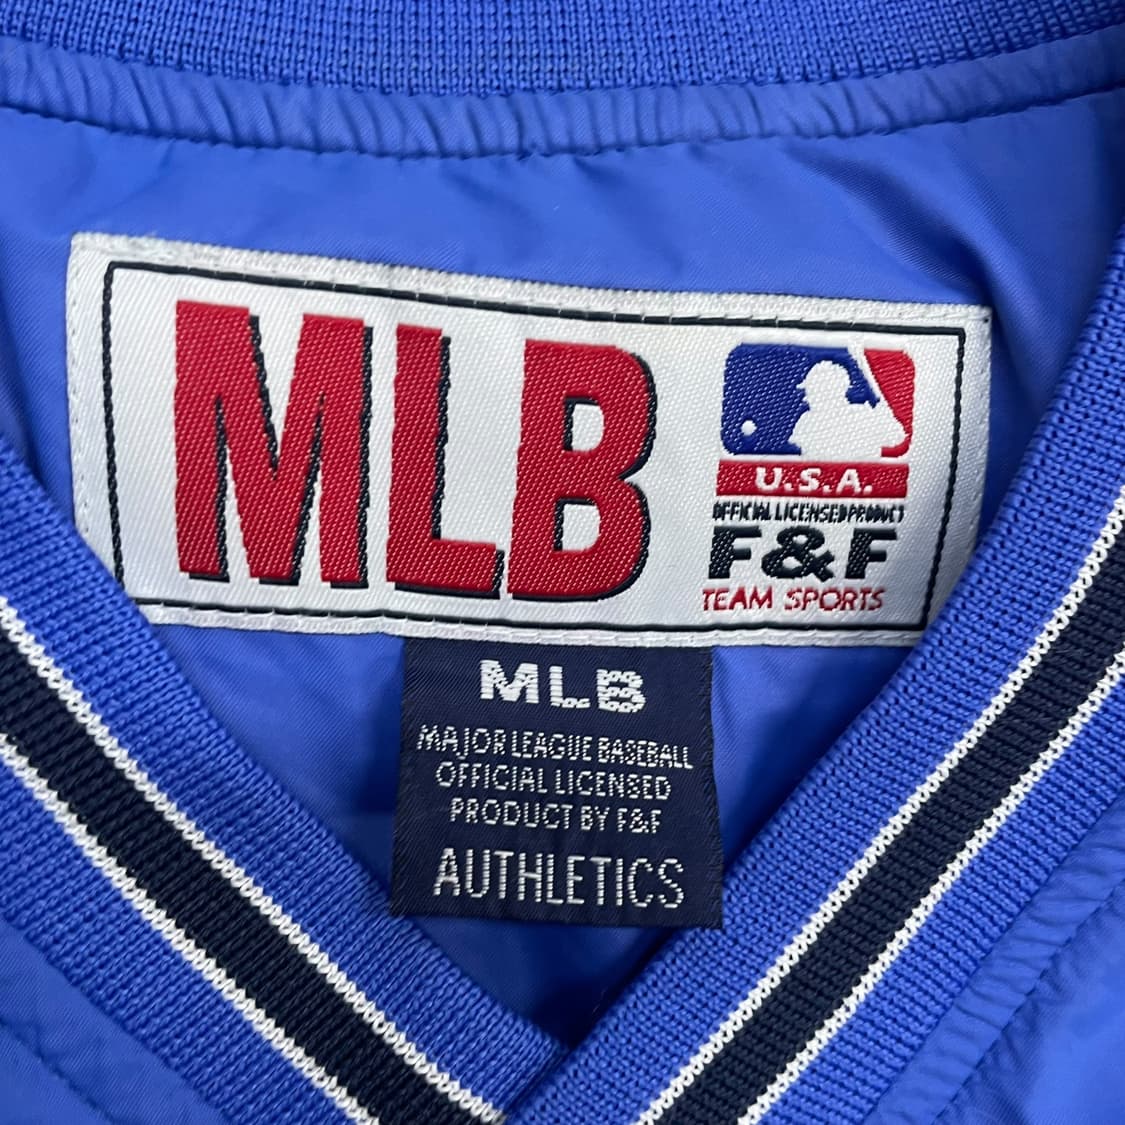 MLB
U.S.A.
OFFICIAL LICENSED PRODUCT
F&F
TEAM SPORTS
MLB
MAJOR LEAGUE BASEBALL
OFFICIAL LICENSED
PRODUCT BY F&F
AUTHLETICS